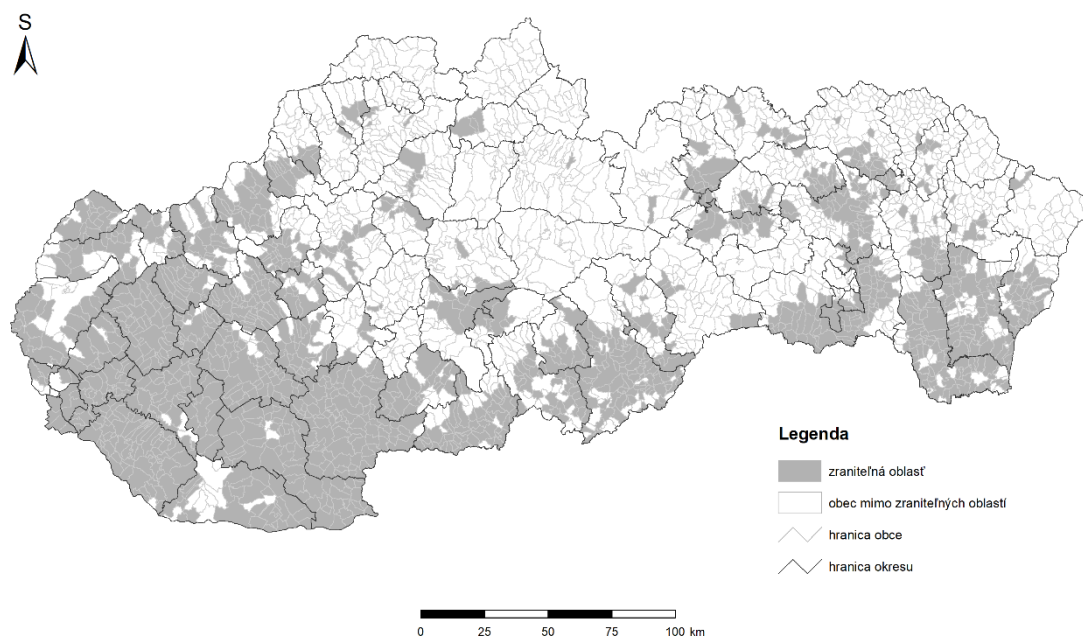 S
Legenda
zraniteľná oblasť
obec mimo zraniteľných oblastí
hranica obce
hranica okresu
0 25 50 75 100 km